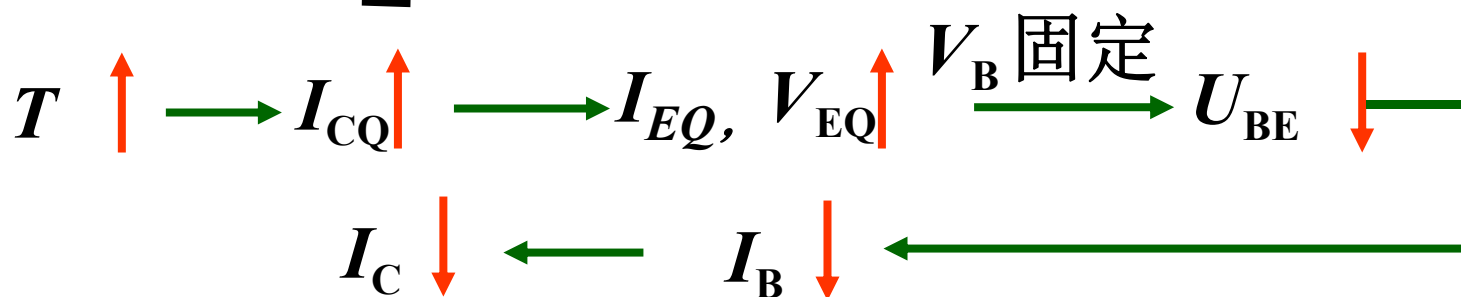 T ↑ → I_CQ ↑ → I_EQ, V_EQ ↑ V_B 固定 → U_BE ↓
I_C ↓ ← I_B ↓ ←